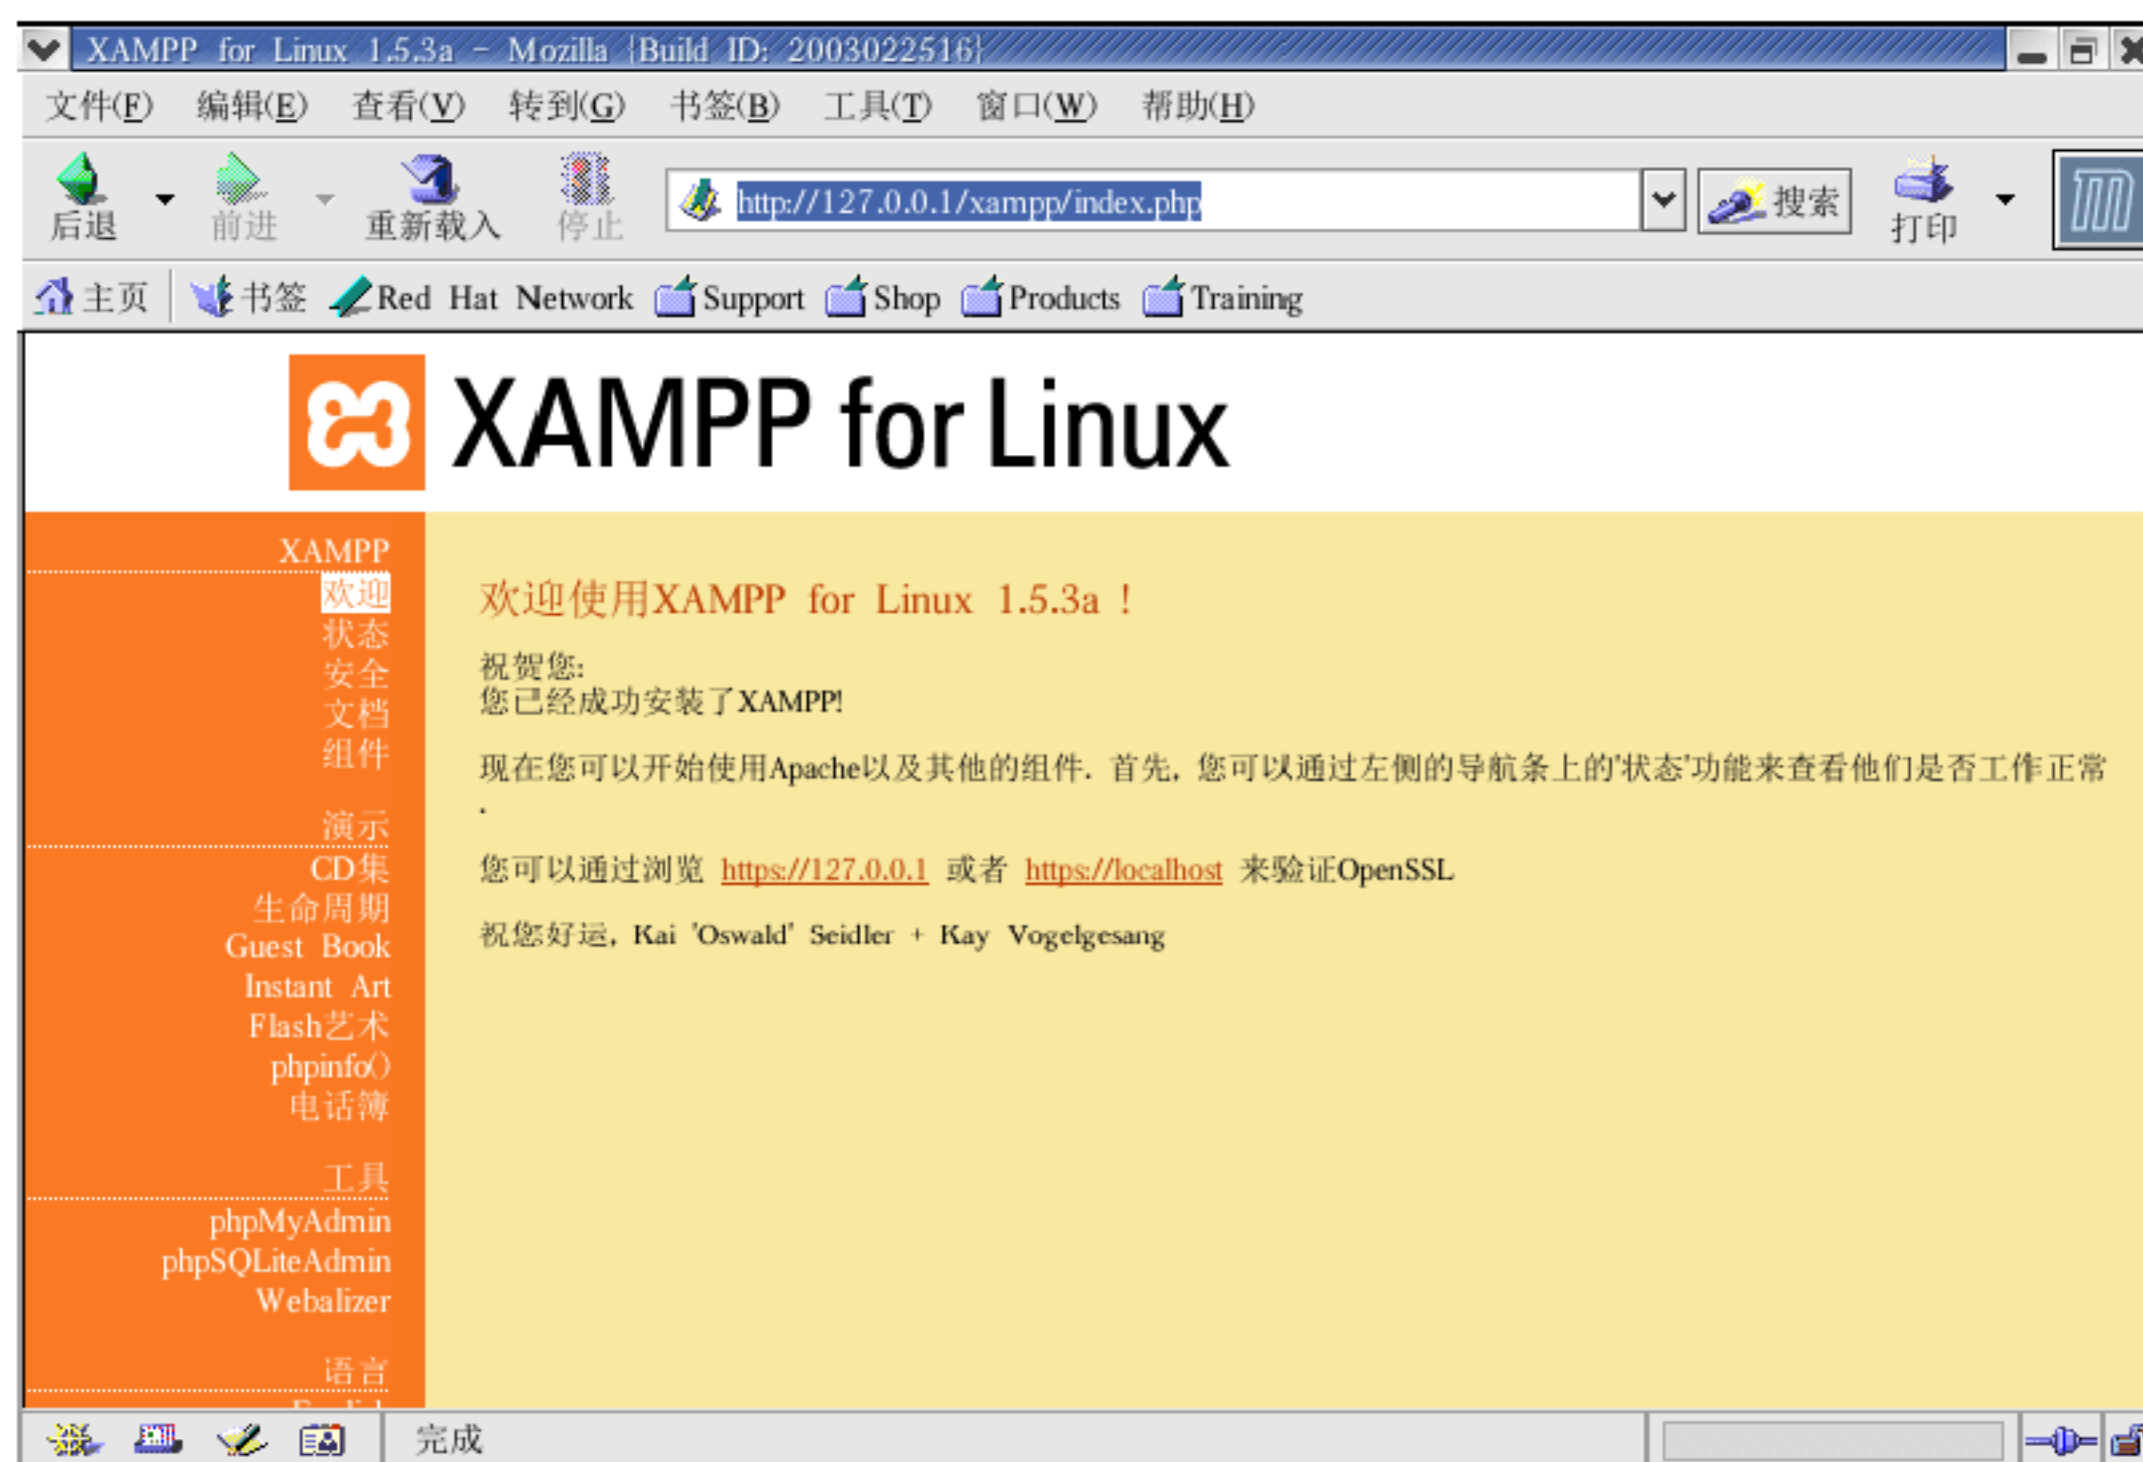 XAMPP for Linux 1.5.3a - Mozilla {Build ID: 2003022516}
文件(F) 编辑(E) 查看(V) 转到(G) 书签(B) 工具(T) 窗口(W) 帮助(H)
后退 前进 重新载入 停止 http://127.0.0.1/xampp/index.php 搜索 打印
主页 书签 Red Hat Network Support Shop Products Training
XAMPP for Linux
XAMPP
欢迎
状态
安全
文档
组件
演示
CD集
生命周期
Guest Book
Instant Art
Flash艺术
phpinfo()
电话簿
工具
phpMyAdmin
phpSQLiteAdmin
Webalizer
语言
欢迎使用XAMPP for Linux 1.5.3a !
祝贺您:
您已经成功安装了XAMPP!
现在您可以开始使用Apache以及其他的组件. 首先, 您可以通过左侧的导航条上的'状态'功能来查看他们是否工作正常
.
您可以通过浏览 https://127.0.0.1 或者 https://localhost 来验证OpenSSL
祝您好运, Kai 'Oswald' Seidler + Kay Vogelgesang
完成